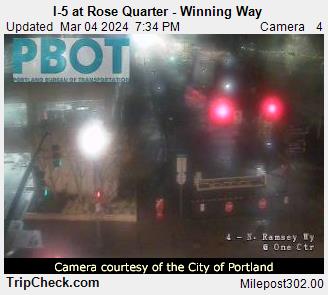 I-5 at Rose Quarter - Winning Way
Updated Mar 04 2024 7:34 PM Camera 4
PBOT
PORTLAND BUREAU OF TRANSPORTATION
4 - N. Ramsey Wy
@ One Ctr
Camera courtesy of the City of Portland
TripCheck.com Milepost302.00